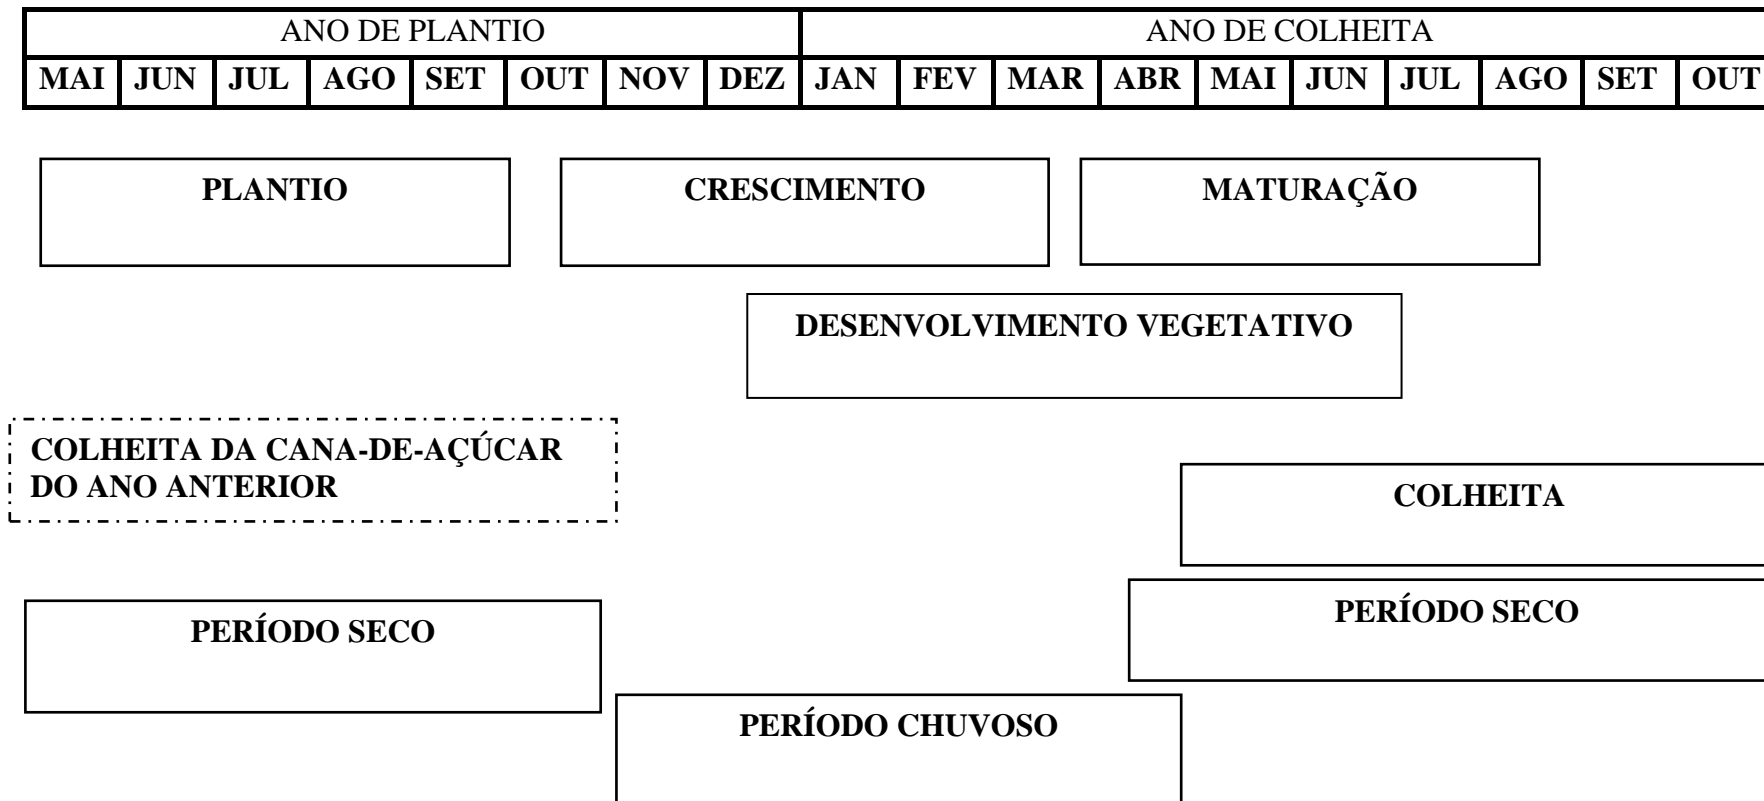 ANO DE PLANTIO ANO DE COLHEITA
MAI JUN JUL AGO SET OUT NOV DEZ JAN FEV MAR ABR MAI JUN JUL AGO SET OUT
PLANTIO CRESCIMENTO MATURAÇÃO
DESENVOLVIMENTO VEGETATIVO
COLHEITA DA CANA-DE-AÇÚCAR
DO ANO ANTERIOR
COLHEITA
PERÍODO SECO
PERÍODO SECO
PERÍODO CHUVOSO